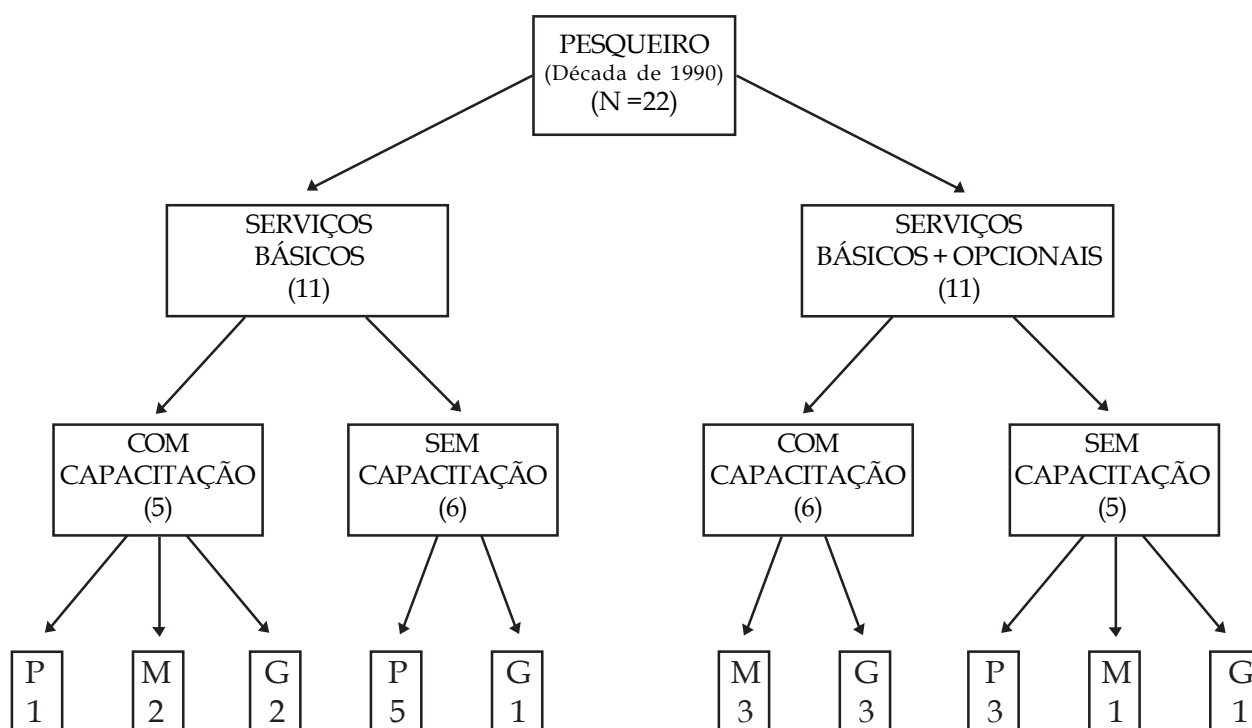 PESQUEIRO
(Década de 1990)
(N =22)
SERVIÇOS
BÁSICOS
(11)
SERVIÇOS
BÁSICOS + OPCIONAIS
(11)
COM
CAPACITAÇÃO
(5)
SEM
CAPACITAÇÃO
(6)
COM
CAPACITAÇÃO
(6)
SEM
CAPACITAÇÃO
(5)
P
1
M
2
G
2
P
5
G
1
M
3
G
3
P
3
M
1
G
1